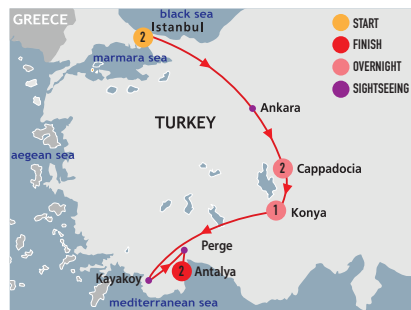 GREECE
black sea
Istanbul
2
marmara sea
START
FINISH
OVERNIGHT
SIGHTSEEING
Ankara
TURKEY
aegean sea
2
Cappadocia
1
Konya
Perge
Kayakoy
2
Antalya
mediterranean sea